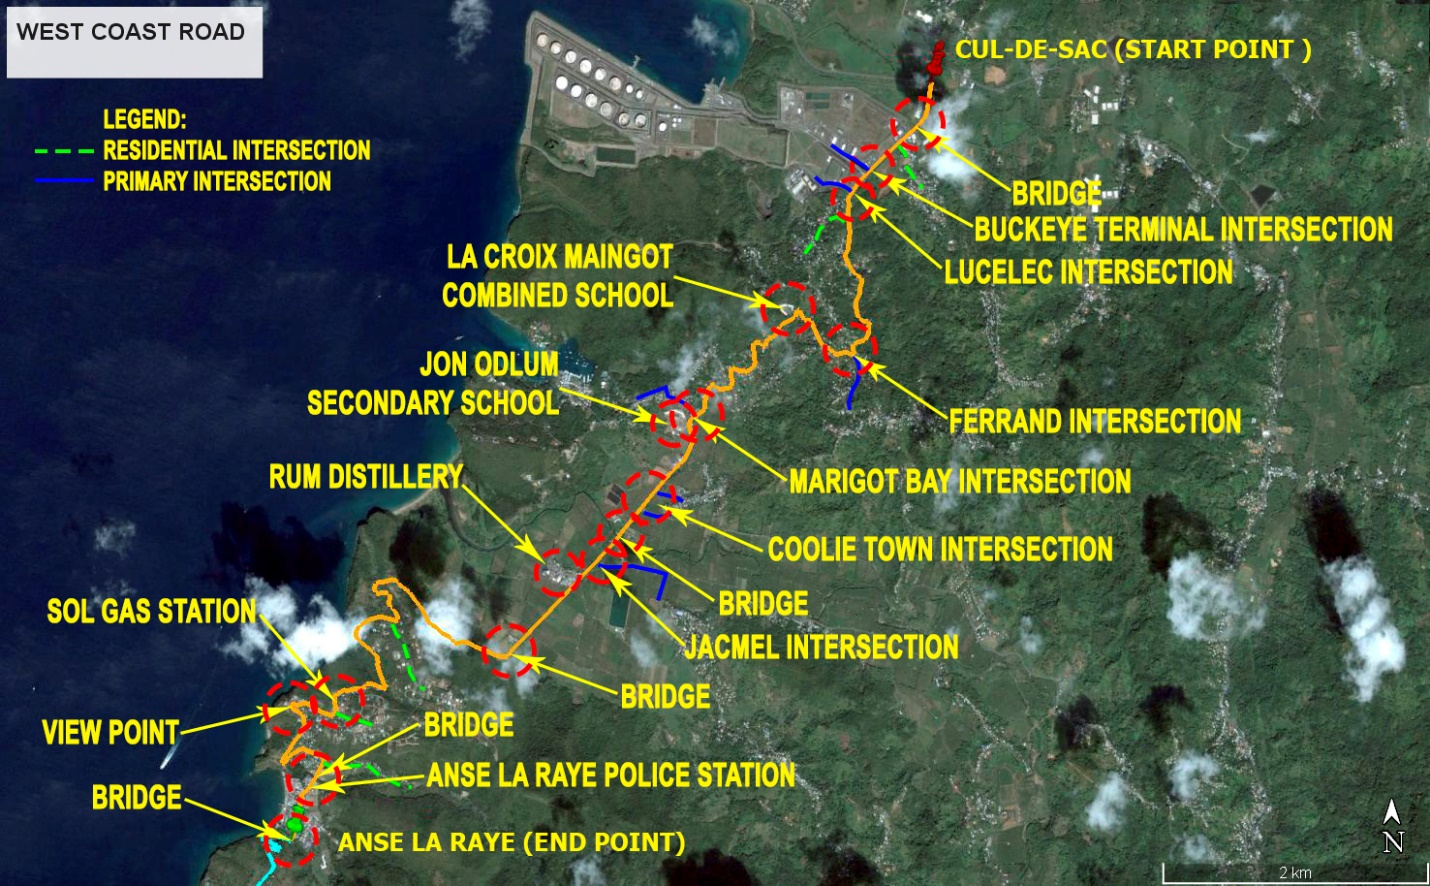 WEST COAST ROAD
CUL-DE-SAC (START POINT )
LEGEND:
RESIDENTIAL INTERSECTION
PRIMARY INTERSECTION
BRIDGE
BUCKEYE TERMINAL INTERSECTION
LA CROIX MAINGOT
COMBINED SCHOOL
LUCELEC INTERSECTION
JON ODLUM
SECONDARY SCHOOL
FERRAND INTERSECTION
RUM DISTILLERY
MARIGOT BAY INTERSECTION
COOLIE TOWN INTERSECTION
BRIDGE
SOL GAS STATION
JACMEL INTERSECTION
BRIDGE
VIEW POINT
BRIDGE
ANSE LA RAYE POLICE STATION
BRIDGE
ANSE LA RAYE (END POINT)
N
2 km